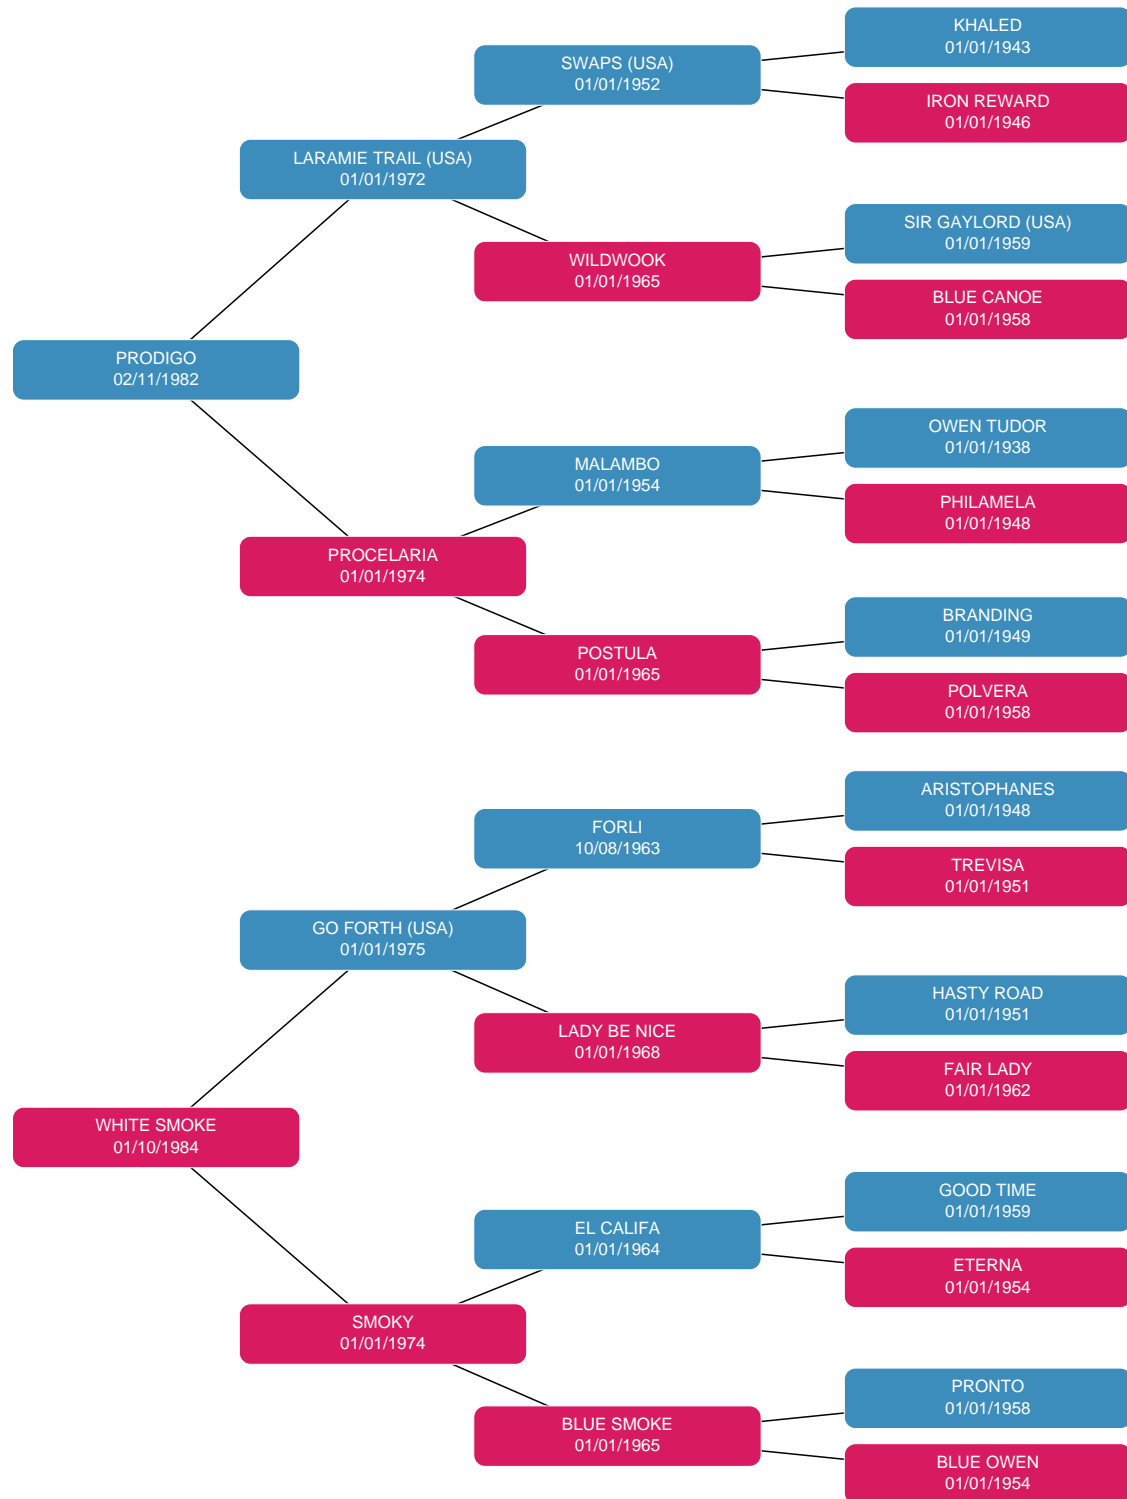 KHALED
01/01/1943
SWAPS (USA)
01/01/1952
IRON REWARD
01/01/1946
LARAMIE TRAIL (USA)
01/01/1972
SIR GAYLORD (USA)
01/01/1959
WILDWOOK
01/01/1965
BLUE CANOE
01/01/1958
PRODIGO
02/11/1982
OWEN TUDOR
01/01/1938
MALAMBO
01/01/1954
PHILAMELA
01/01/1948
PROCELARIA
01/01/1974
BRANDING
01/01/1949
POSTULA
01/01/1965
POLVERA
01/01/1958
ARISTOPHANES
01/01/1948
FORLI
10/08/1963
TREVISA
01/01/1951
GO FORTH (USA)
01/01/1975
HASTY ROAD
01/01/1951
LADY BE NICE
01/01/1968
FAIR LADY
01/01/1962
WHITE SMOKE
01/10/1984
GOOD TIME
01/01/1959
EL CALIFA
01/01/1964
ETERNA
01/01/1954
SMOKY
01/01/1974
PRONTO
01/01/1958
BLUE SMOKE
01/01/1965
BLUE OWEN
01/01/1954